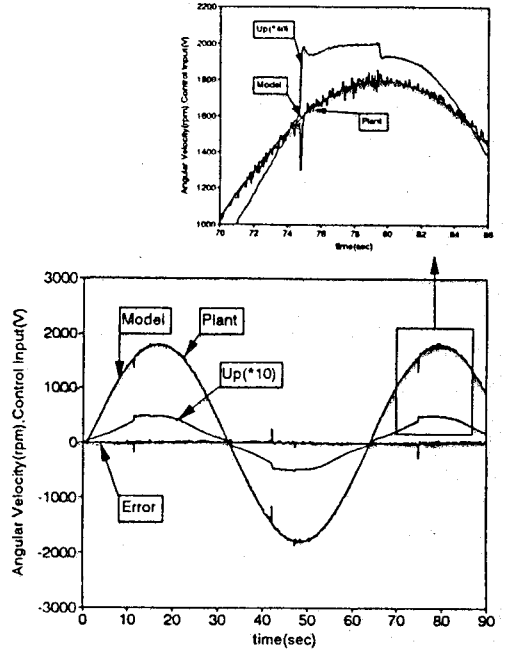 2200
2000
1800
1600
1400
1200
1000
Angular Velocity(rpm),Control Input(V)
Model
Plant
70 72 74 76 78 80 82 84 86
time(sec)
3000
2000
1000
0
-1000
-2000
-3000
Angular Velocity(rpm),Control Input(V)
Model
Plant
Up(*10)
Error
0 10 20 30 40 50 60 70 80 90
time(sec)